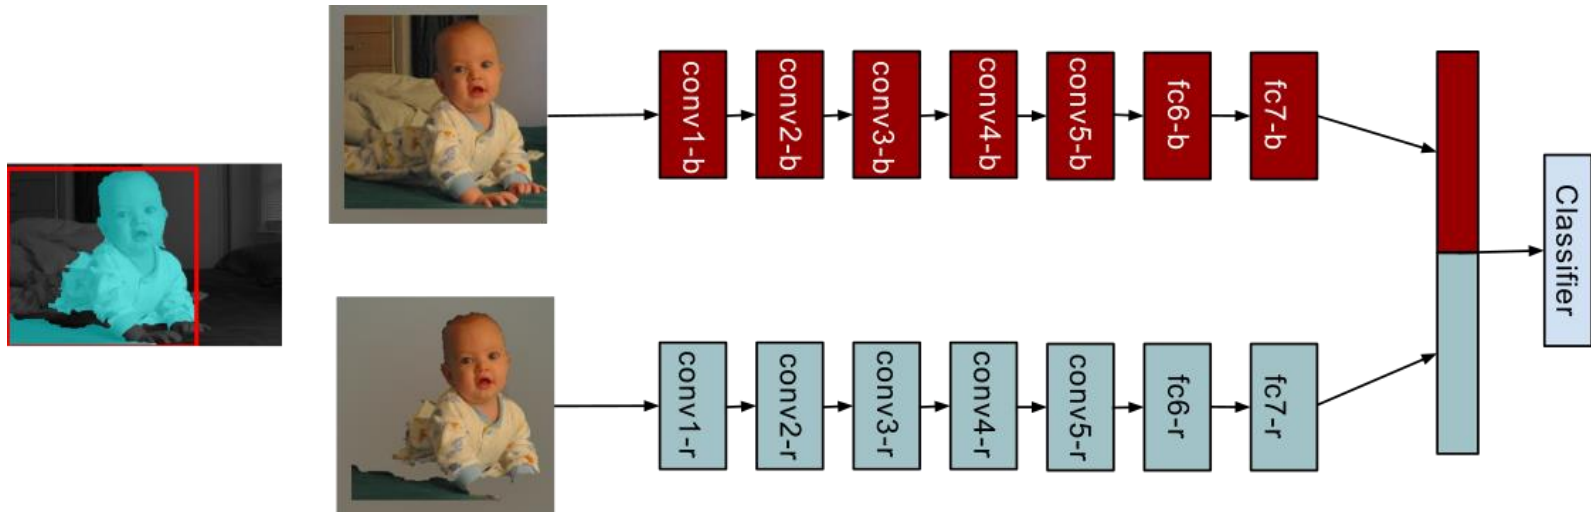 conv1-b
conv2-b
conv3-b
conv4-b
conv5-b
fc6-b
fc7-b
Classifier
conv1-r
conv2-r
conv3-r
conv4-r
conv5-r
fc6-r
fc7-r